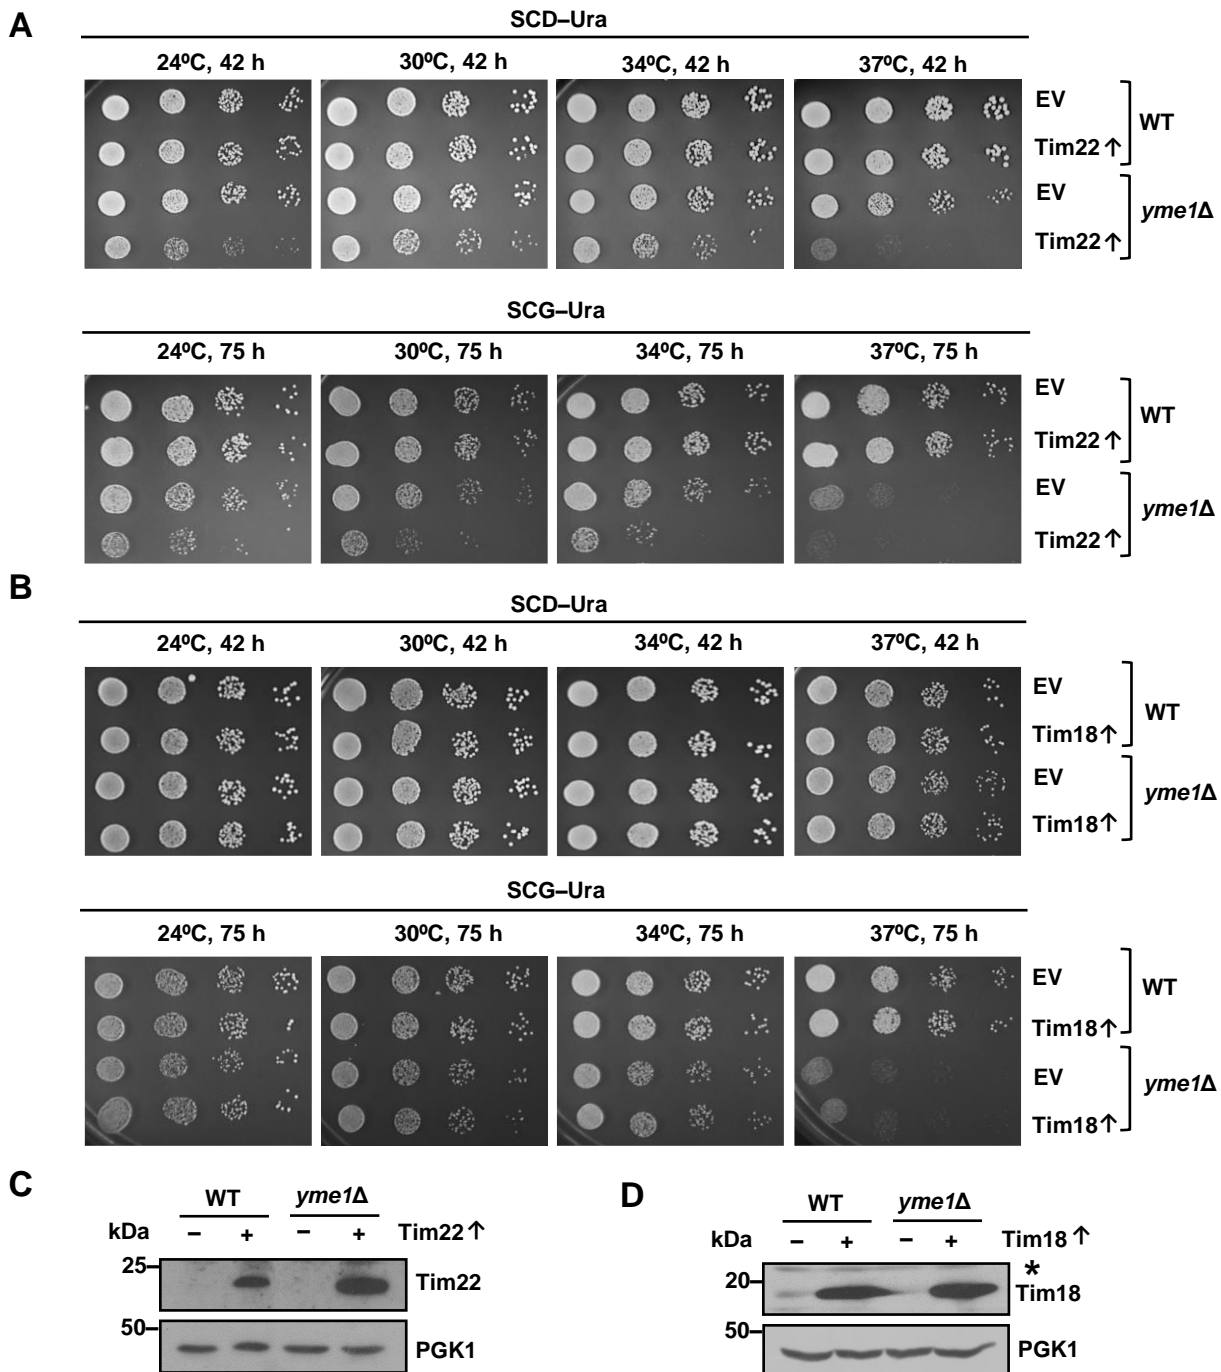 A
SCD–Ura
24ºC, 42 h 30ºC, 42 h 34ºC, 42 h 37ºC, 42 h
EV
WT
Tim22↑
EV
yme1Δ
Tim22↑
SCG–Ura
24ºC, 75 h 30ºC, 75 h 34ºC, 75 h 37ºC, 75 h
EV
WT
Tim22↑
EV
yme1Δ
Tim22↑
B
SCD–Ura
24ºC, 42 h 30ºC, 42 h 34ºC, 42 h 37ºC, 42 h
EV
WT
Tim18↑
EV
yme1Δ
Tim18↑
SCG–Ura
24ºC, 75 h 30ºC, 75 h 34ºC, 75 h 37ºC, 75 h
EV
WT
Tim18↑
EV
yme1Δ
Tim18↑
C
WT yme1Δ
kDa – + – + Tim22↑
25
Tim22
50
PGK1
D
WT yme1Δ
kDa – + – + Tim18↑
*
20
Tim18
50
PGK1